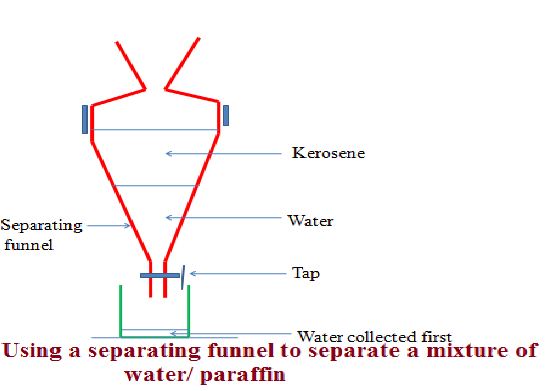 Kerosene
Separating
funnel
Water
Tap
Water collected first
Using a separating funnel to separate a mixture of
water/ paraffin